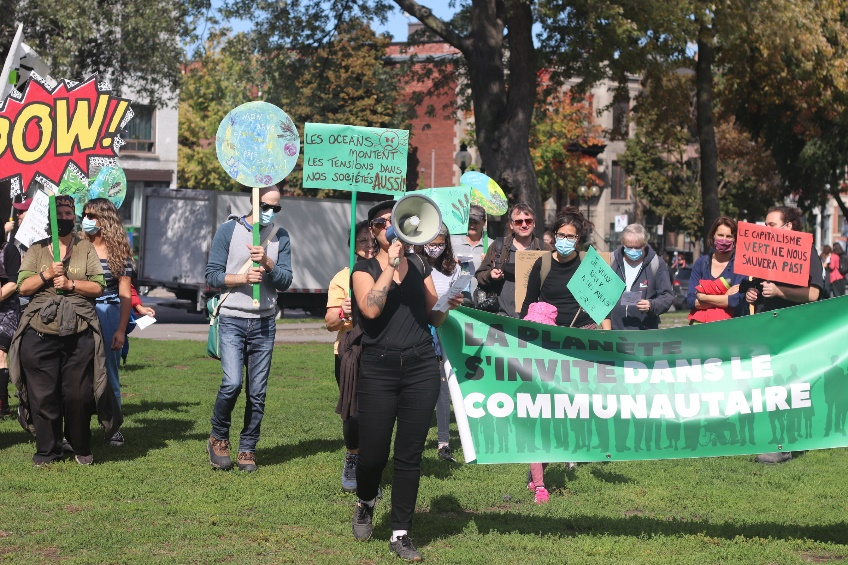 POW!
LES OCEANS
MONTENT
LES TENSIONS DANS
NOS SOCIÉTÉS AUSSI!!
LE CAPITALISME
VERT NE NOUS
SAUVERA PAS!
LA PLANÈTE
S'INVITE DANS LE
COMMUNAUTAIRE